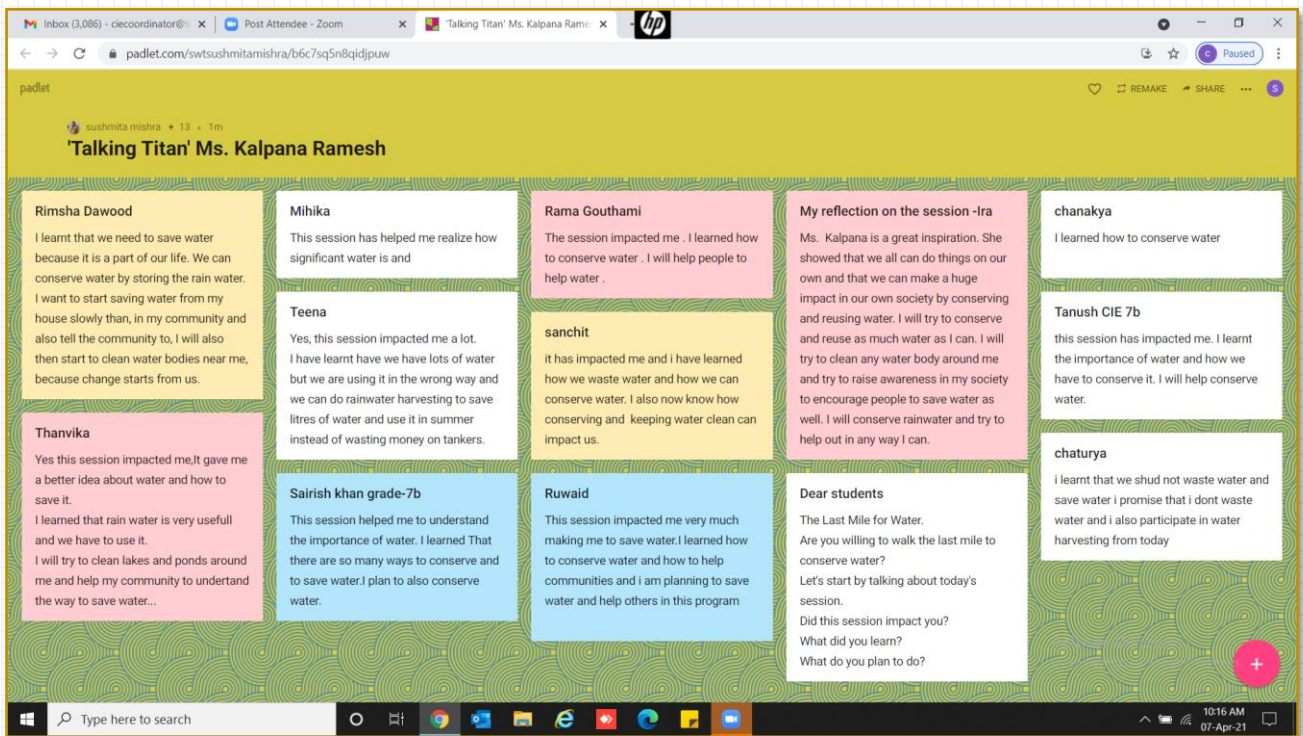 Inbox (3,086) - ciecoordinator@t
Post Attendee - Zoom
'Talking Titan' Ms. Kalpana Rame
hp
padlet.com/swtsushmitamishra/b6c7sq5n8qidjpuw
C
Paused
padlet
REMAKE
SHARE
S
sushmita mishra + 13 • 1m
'Talking Titan' Ms. Kalpana Ramesh
Rimsha Dawood
I learnt that we need to save water
because it is a part of our life. We can
conserve water by storing the rain water.
I want to start saving water from my
house slowly than, in my community and
also tell the community to, I will also
then start to clean water bodies near me,
because change starts from us.
Thanvika
Yes this session impacted me,It gave me
a better idea about water and how to
save it.
I learned that rain water is very usefull
and we have to use it.
I will try to clean lakes and ponds around
me and help my community to undertand
the way to save water...
Mihika
This session has helped me realize how
significant water is and
Teena
Yes, this session impacted me a lot.
I have learnt have we have lots of water
but we are using it in the wrong way and
we can do rainwater harvesting to save
litres of water and use it in summer
instead of wasting money on tankers.
Sairish khan grade-7b
This session helped me to understand
the importance of water. I learned That
there are so many ways to conserve and
to save water.I plan to also conserve
water.
Rama Gouthami
The session impacted me . I learned how
to conserve water . I will help people to
help water .
sanchit
it has impacted me and i have learned
how we waste water and how we can
conserve water. I also now know how
conserving and keeping water clean can
impact us.
Ruwaid
This session impacted me very much
making me to save water.I learned how
to conserve water and how to help
communities and i am planning to save
water and help others in this program
My reflection on the session -Ira
Ms. Kalpana is a great inspiration. She
showed that we all can do things on our
own and that we can make a huge
impact in our own society by conserving
and reusing water. I will try to conserve
and reuse as much water as I can. I will
try to clean any water body around me
and try to raise awareness in my society
to encourage people to save water as
well. I will conserve rainwater and try to
help out in any way I can.
Dear students
The Last Mile for Water.
Are you willing to walk the last mile to
conserve water?
Let's start by talking about today's
session.
Did this session impact you?
What did you learn?
What do you plan to do?
chanakya
I learned how to conserve water
Tanush CIE 7b
this session has impacted me. I learnt
the importance of water and how we
have to conserve it. I will help conserve
water.
chaturya
i learnt that we shud not waste water and
save water i promise that i dont waste
water and i also participate in water
harvesting from today
Type here to search
10:16 AM
07-Apr-21